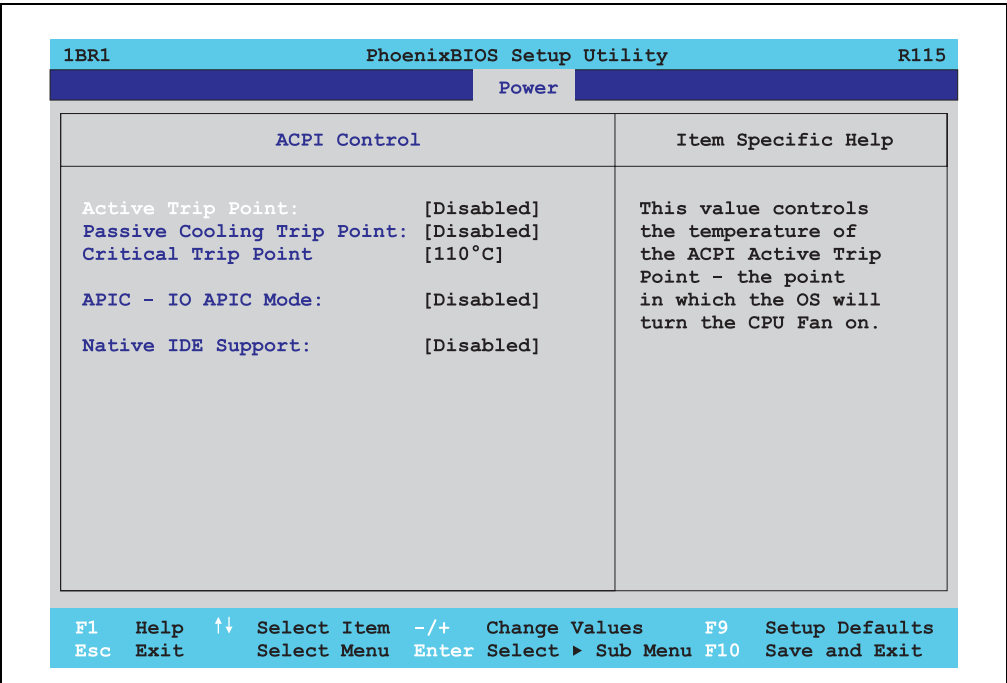 1BR1 PhoenixBIOS Setup Utility R115
Power
ACPI Control
Item Specific Help
Active Trip Point: [Disabled]
Passive Cooling Trip Point: [Disabled]
Critical Trip Point [110°C]
APIC – IO APIC Mode: [Disabled]
Native IDE Support: [Disabled]
This value controls
the temperature of
the ACPI Active Trip
Point – the point
in which the OS will
turn the CPU Fan on.
F1 Help ↑↓ Select Item -/+ Change Values F9 Setup Defaults
Esc Exit Select Menu Enter Select ▶ Sub Menu F10 Save and Exit